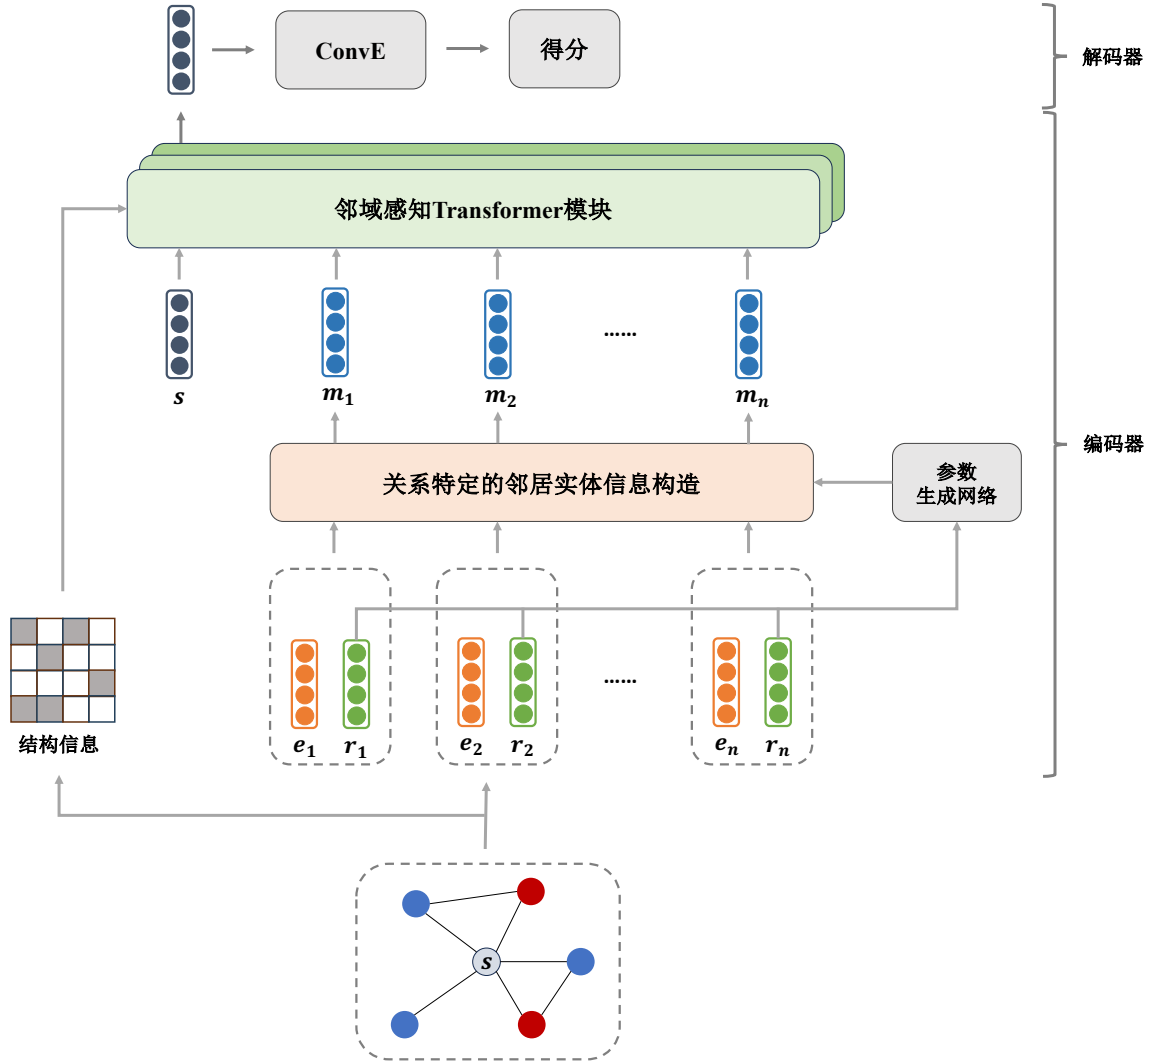 ConvE
得分
解码器
邻域感知Transformer模块
s
m₁
m₂
......
mₙ
编码器
关系特定的邻居实体信息构造
参数
生成网络
......
e₁
r₁
e₂
r₂
eₙ
rₙ
结构信息
s